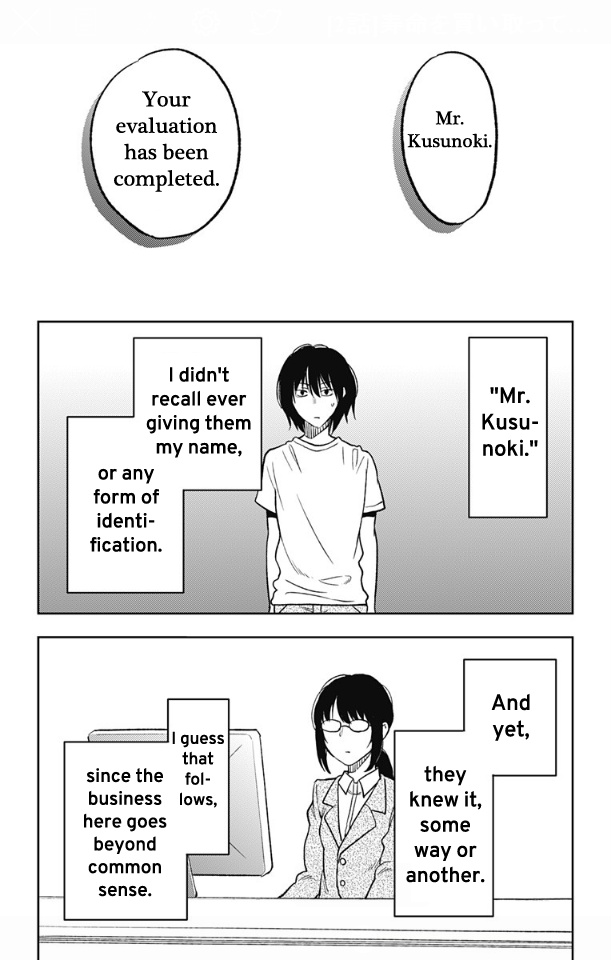 Mr.
Kusunoki.
Your
evaluation
has been
completed.
"Mr.
Kusu-
noki."
I didn't
recall ever
giving them
my name,
or any
form of
identi-
fication.
And
yet,
they
knew it,
some
way or
another.
I guess
that
fol-
lows,
since the
business
here goes
beyond
common
sense.